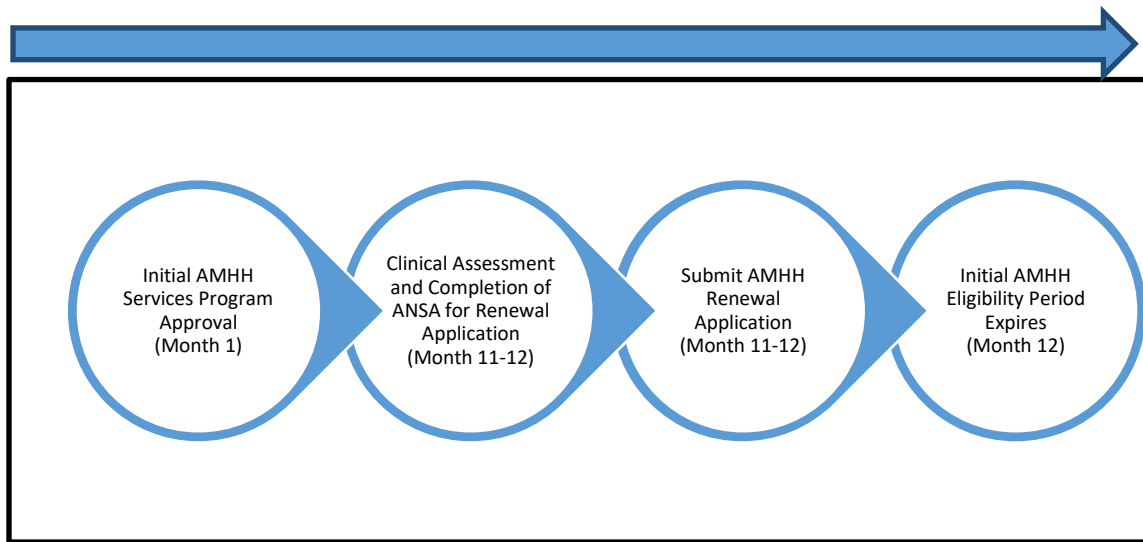 Initial AMHH
Services Program
Approval
(Month 1)
Clinical Assessment
and Completion of
ANSA for Renewal
Application
(Month 11-12)
Submit AMHH
Renewal
Application
(Month 11-12)
Initial AMHH
Eligibility Period
Expires
(Month 12)